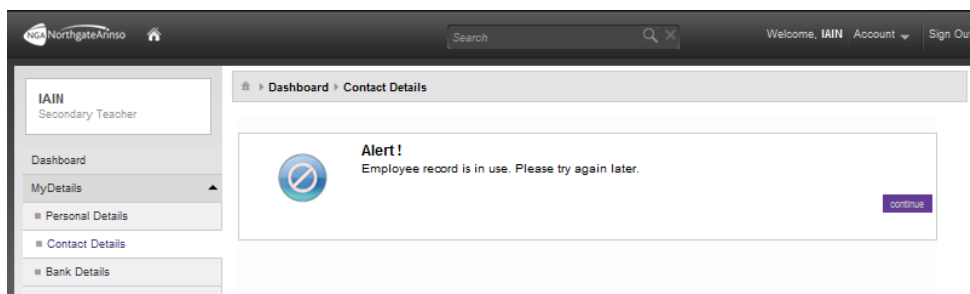 NGA NorthgateArinso Search Welcome, IAIN Account Sign Ou
IAIN
Secondary Teacher
Dashboard
MyDetails
Personal Details
Contact Details
Bank Details
Dashboard Contact Details
Alert !
Employee record is in use. Please try again later.
continue